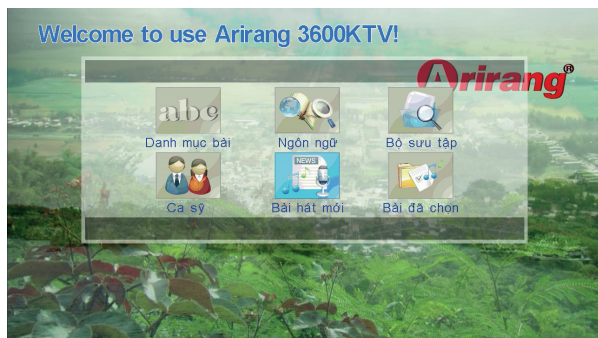 Welcome to use Arirang 3600KTV!
Arirang®
abc
Danh mục bài
Ngôn ngữ
Bộ sưu tập
NEWS
Ca sỹ
Bài hát mới
Bài đã chọn